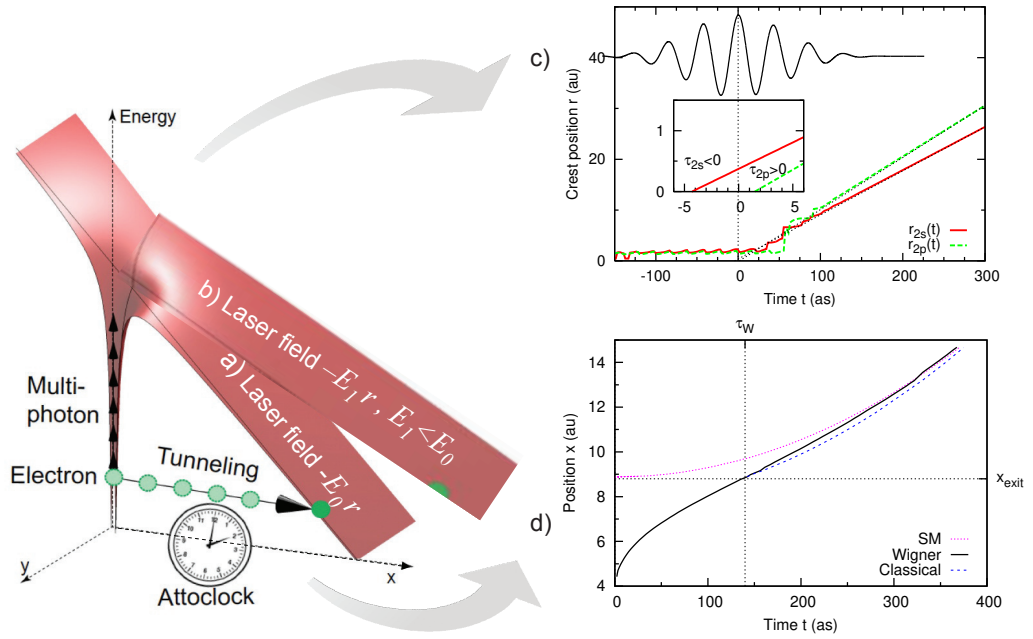 Energy
Multi-
photon
Electron
Tunneling
Attoclock
x
y
12
b) Laser field –E₁r, E₁<E₀
a) Laser field -E₀r
c)
Crest position r (au)
40
20
0
1
0
τ2s<0
τ2p>0
-5 0 5
r2s(t)
r2p(t)
-100 0 100 200 300
Time t (as)
d)
τW
Position x (au)
14
12
10
8
6
4
xexit
SM
Wigner
Classical
0 100 200 300 400
Time t (as)